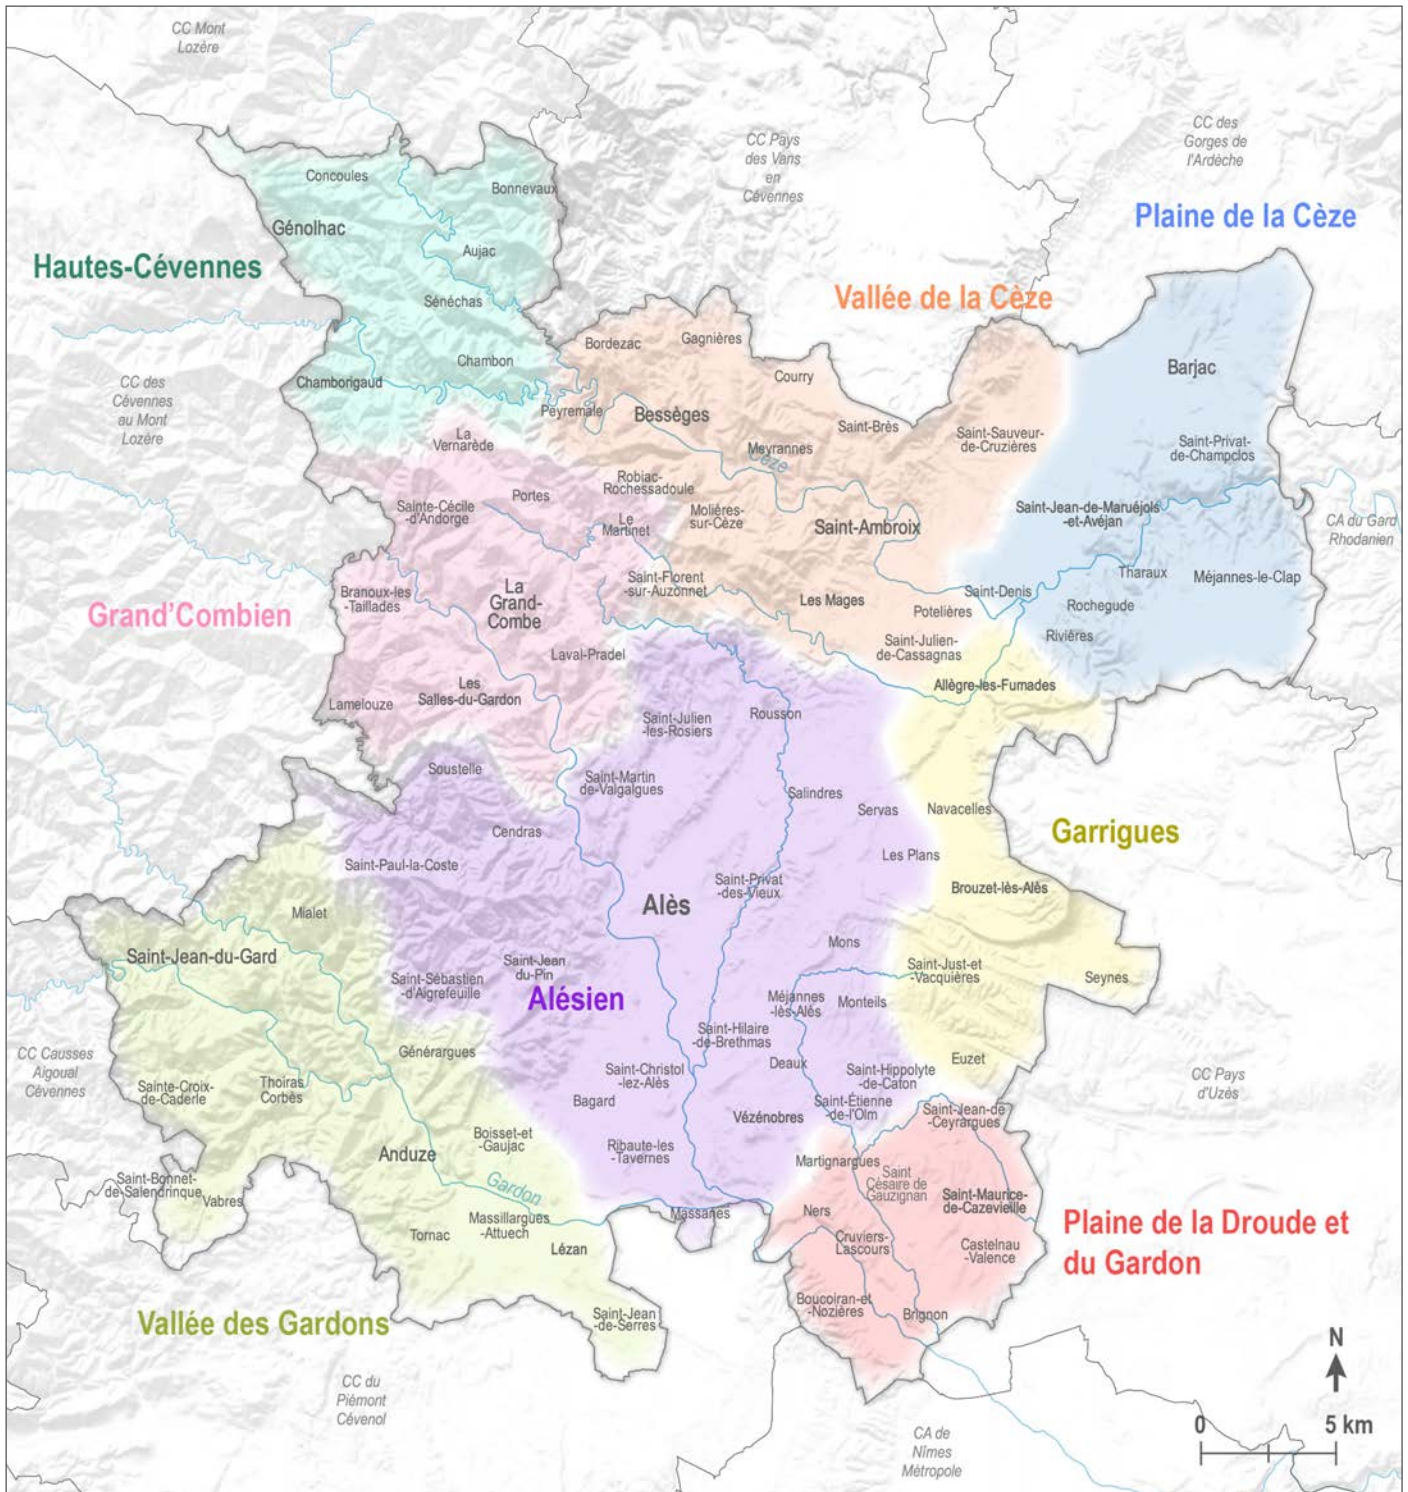 CC Mont
Lozère
CC Pays
des Vans
en
Cévennes
CC des
Gorges de
l'Ardèche
Concoules
Bonnevaux
Génolhac
Plaine de la Cèze
Aujac
Hautes-Cévennes
Sénéchas
Vallée de la Cèze
Bordezac
Gagnières
Chambon
Chamborigaud
Courry
Barjac
CC des
Cévennes
au Mont
Lozère
Peyremale
Bessèges
Saint-Brès
La
Vernarède
Meyrannes
Cèze
Saint-Sauveur-
de-Cruzières
Saint-Privat-
de-Champclos
Robiac-
Rochessadoule
Portes
Sainte-Cécile
-d'Andorge
Le
Martinet
Molières-
sur-Cèze
Saint-Ambroix
Saint-Jean-de-Maruéjols
-et-Avéjan
CA du Gard
Rhodanien
Tharaux
Méjannes-le-Clap
Branoux-les
-Taillades
La
Grand-
Combe
Saint-Florent
-sur-Auzonnet
Les Mages
Saint-Denis
Potelières
Rochegude
Grand'Combien
Rivières
Saint-Julien-
de-Cassagnas
Laval-Pradel
Allègre-les-Fumades
Les
Salles-du-Gardon
Lamelouze
Saint-Julien
-les-Rosiers
Rousson
Soustelle
Saint-Martin
de-Valgalgues
Salindres
Servas
Navacelles
Cendras
Garrigues
Saint-Paul-la-Coste
Les Plans
Saint-Privat
-des-Vieux
Brouzet-lès-Alès
Alès
Mialet
Mons
Saint-Jean-du-Gard
Saint-Jean
du-Pin
Saint-Sébastien
-d'Aigrefeuille
Saint-Just-et
-Vacquières
Seynes
Alésien
Méjannes
-lès-Alès
Monteils
Saint-Hilaire
-de-Brethmas
Générargues
CC Causses
Aigoual
Cévennes
Euzet
Deaux
Saint-Christol
-lez-Alès
Saint-Hippolyte
-de-Caton
CC Pays
d'Uzès
Sainte-Croix-
de-Caderle
Thoiras
Corbès
Bagard
Vézénobres
Saint-Étienne
-de-l'Olm
Saint-Jean-de
-Ceyrargues
Boisset-et
-Gaujac
Anduze
Ribaute-les
-Tavernes
Martignargues
Saint
Césaire de
Gauzignan
Saint-Bonnet-
de-Salendrinque
Vabres
Gardon
Saint-Maurice-
de-Cazevieille
Massanes
Ners
Massillargues
-Attuech
Tornac
Lézan
Cruviers-
Lascours
Castelnau
-Valence
Plaine de la Droude et
du Gardon
Boucoiran-et
-Nozières
Brignon
Saint-Jean
-de-Serres
Vallée des Gardons
CC du
Piémont
Cévenol
CA de
Nîmes
Métropole
N
0
5 km